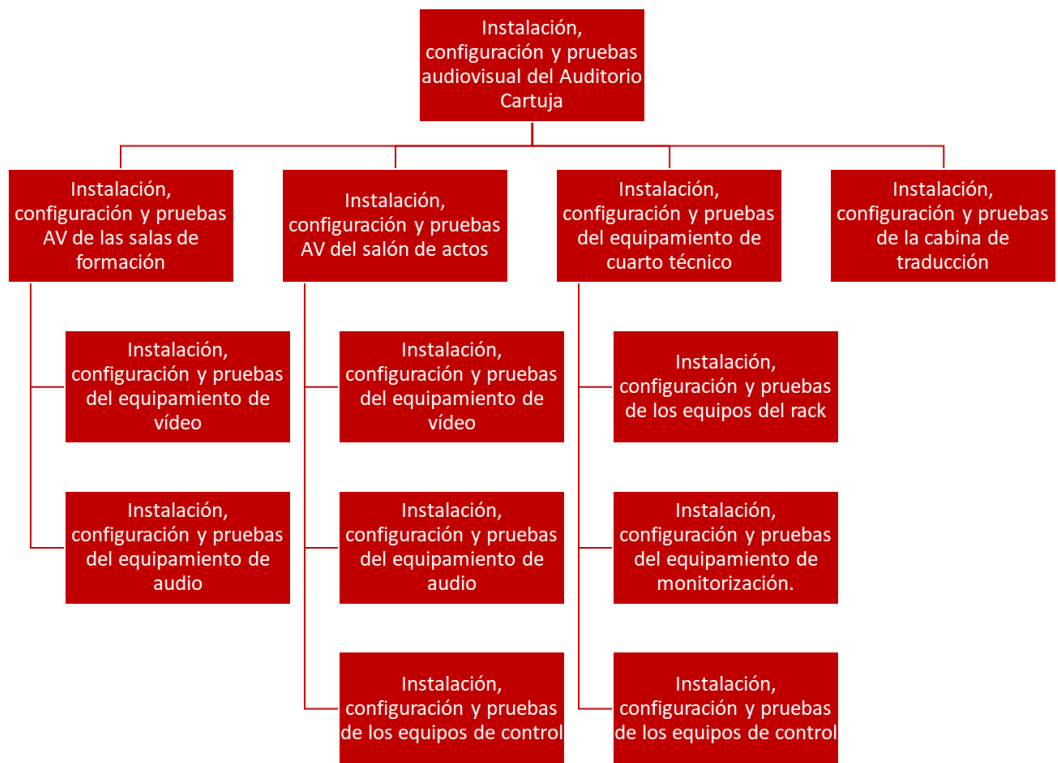 Instalación,
configuración y pruebas
audiovisual del Auditorio
Cartuja
Instalación,
configuración y pruebas
AV de las salas de
formación
Instalación,
configuración y pruebas
AV del salón de actos
Instalación,
configuración y pruebas
del equipamiento de
cuarto técnico
Instalación,
configuración y pruebas
de la cabina de
traducción
Instalación,
configuración y pruebas
del equipamiento de
vídeo
Instalación,
configuración y pruebas
del equipamiento de
vídeo
Instalación,
configuración y pruebas
de los equipos del rack
Instalación,
configuración y pruebas
del equipamiento de
audio
Instalación,
configuración y pruebas
del equipamiento de
audio
Instalación,
configuración y pruebas
del equipamiento de
monitorización.
Instalación,
configuración y pruebas
de los equipos de control
Instalación,
configuración y pruebas
de los equipos de control